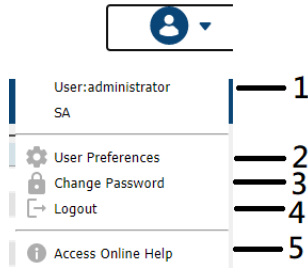 User:administrator 1
SA
User Preferences 2
Change Password 3
Logout 4
Access Online Help 5